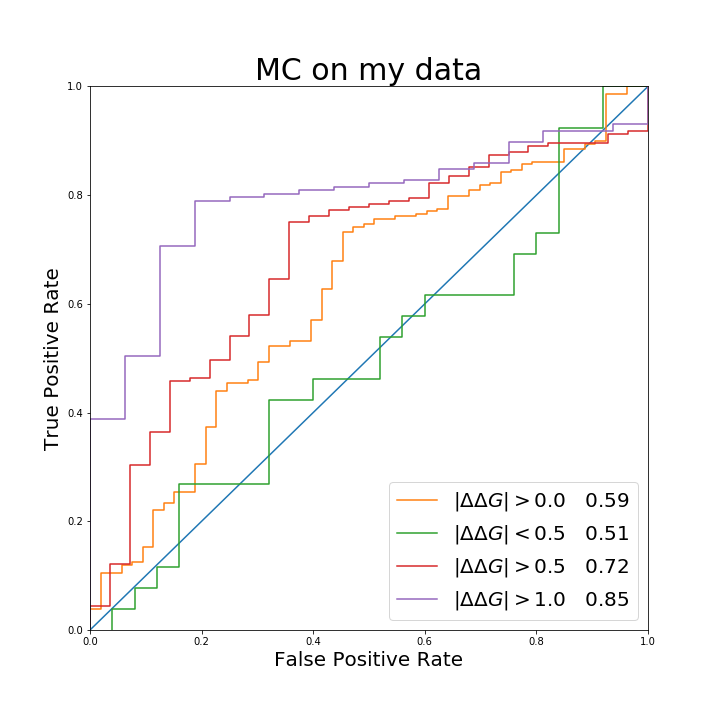 MC on my data
1.0
0.8
0.6
0.4
0.2
0.0
True Positive Rate
|ΔΔG| > 0.0 0.59
|ΔΔG| < 0.5 0.51
|ΔΔG| > 0.5 0.72
|ΔΔG| > 1.0 0.85
0.0 0.2 0.4 0.6 0.8 1.0
False Positive Rate